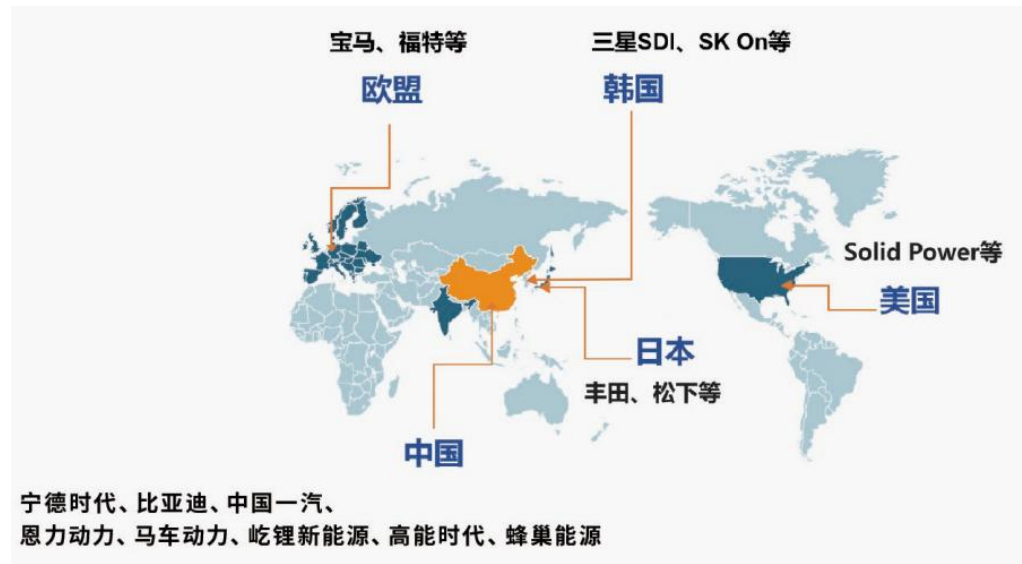 宝马、福特等
欧盟
三星SDI、SK On等
韩国
Solid Power等
美国
日本
丰田、松下等
中国
宁德时代、比亚迪、中国一汽、
恩力动力、马车动力、屹锂新能源、高能时代、蜂巢能源